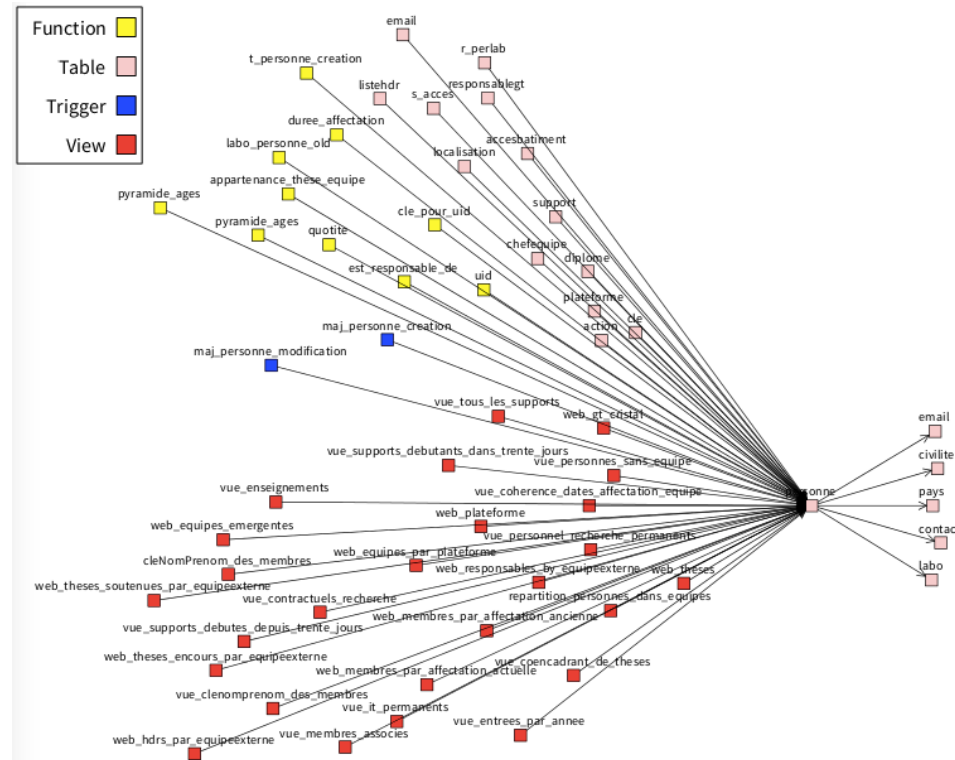 Function
Table
Trigger
View
email
r_perlab
t_personne_creation
listehdr
s_acces
responsablegt
duree_affectation
labo_personne_old
accesbatiment
localisation
appartenance_these_equipe
pyramide_ages
pyramide_ages
quotite
cle_pour_uid
support
chefequipe
diplome
est_responsable_de
uid
plateforme
cle
action
maj_personne_creation
maj_personne_modification
vue_tous_les_supports
web_gt_cristal
email
vue_supports_debutants_dans_trente_jours
vue_personnes_sans_equipe
civilite
vue_enseignements
vue_coherence_dates_affectation_equipe
personne
pays
web_equipes_emergentes
web_plateforme
vue_personnel_recherche_permanents
contac
cleNomPrenom_des_membres
web_equipes_par_plateforme
web_responsables_by_equipeexterne
web_theses
labo
web_theses_soutenues_par_equipeexterne
vue_contractuels_recherche
repartition_personnes_dans_equipes
web_membres_par_affectation_ancienne
vue_supports_debutes_depuis_trente_jours
web_theses_encours_par_equipeexterne
web_membres_par_affectation_actuelle
vue_coencadrant_de_theses
vue_clenomprenom_des_membres
vue_it_permanents
vue_entrees_par_annee
web_hdrs_par_equipeexterne
vue_membres_associes